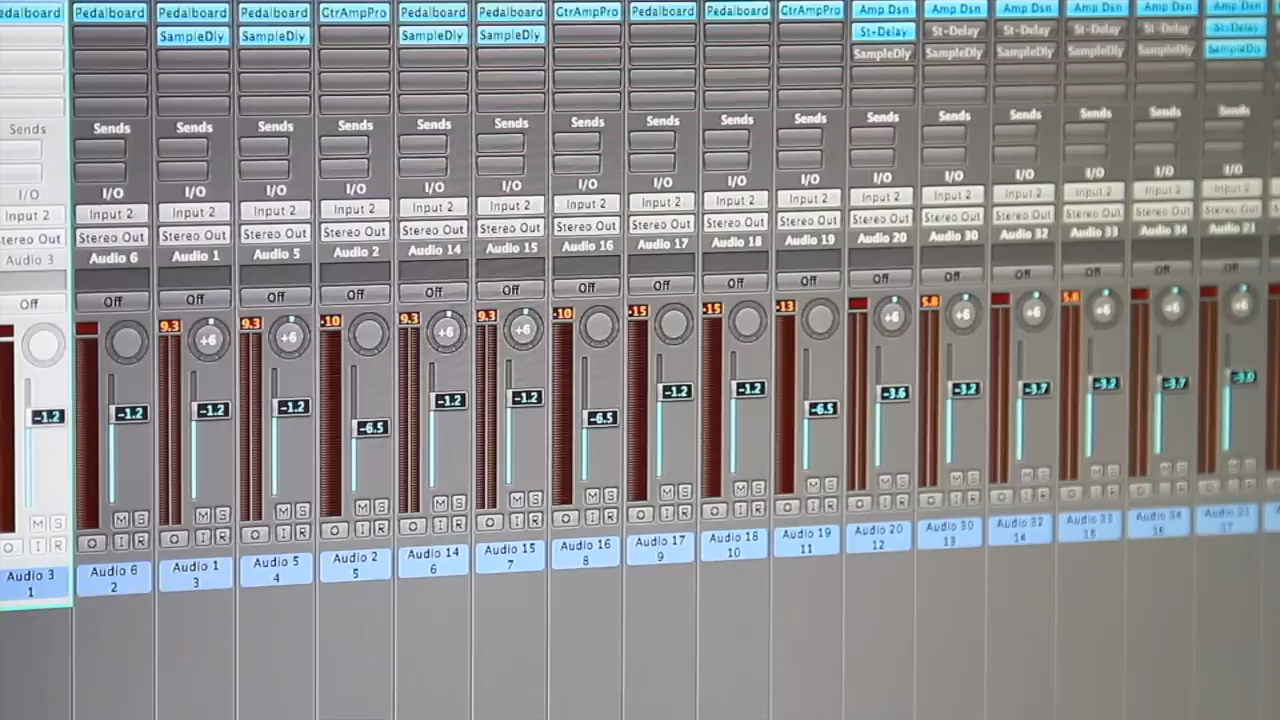 edalboard Pedalboard Pedalboard Pedalboard GtrAmpPro Pedalboard Pedalboard GtrAmpPro Pedalboard Pedalboard GtrAmpPro Amp Dsn Amp Dsn Amp Dsn Amp Dsn Amp Dsn Amp Dsn
SampleDly SampleDly SampleDly SampleDly St-Delay St-Delay St-Delay St-Delay St-Delay St-Delay
SampleDly SampleDly SampleDly SampleDly SampleDly SampleDly
Sends Sends Sends Sends Sends Sends Sends Sends Sends Sends Sends Sends Sends Sends Sends Sends Sends
I/O I/O I/O I/O I/O I/O I/O I/O I/O I/O I/O I/O I/O I/O I/O I/O I/O
Input 2 Input 2 Input 2 Input 2 Input 2 Input 2 Input 2 Input 2 Input 2 Input 2 Input 2 Input 2 Input 2 Input 2 Input 2 Input 2 Input 2
tereo Out Stereo Out Stereo Out Stereo Out Stereo Out Stereo Out Stereo Out Stereo Out Stereo Out Stereo Out Stereo Out Stereo Out Stereo Out Stereo Out Stereo Out Stereo Out Stereo Out
Audio 3 Audio 6 Audio 1 Audio 5 Audio 2 Audio 14 Audio 15 Audio 16 Audio 17 Audio 18 Audio 19 Audio 20 Audio 30 Audio 32 Audio 33 Audio 34 Audio 21
Off Off Off Off Off Off Off Off Off Off Off Off Off Off Off Off Off
9.3 9.3 -10 9.3 9.3 -10 -15 -15 -13 5.8 5.8
+6 +6 +6 +6 +6 +6 +6 +6 +6 +6
-1.2 -1.2 -1.2 -1.2 -6.5 -1.2 -1.2 -6.5 -1.2 -1.2 -6.5 -3.6 -3.2 -3.7 -3.2 -3.7 -3.0
M S M S M S M S M S M S M S M S M S M S M S M S M S M S M S M S M S
I R I R I R I R I R I R I R I R I R I R I R I R I R I R I R I R I R
Audio 3 Audio 6 Audio 1 Audio 5 Audio 2 Audio 14 Audio 15 Audio 16 Audio 17 Audio 18 Audio 19 Audio 20 Audio 30 Audio 32 Audio 33 Audio 34 Audio 21
1 2 3 4 5 6 7 8 9 10 11 12 13 14 15 16 17